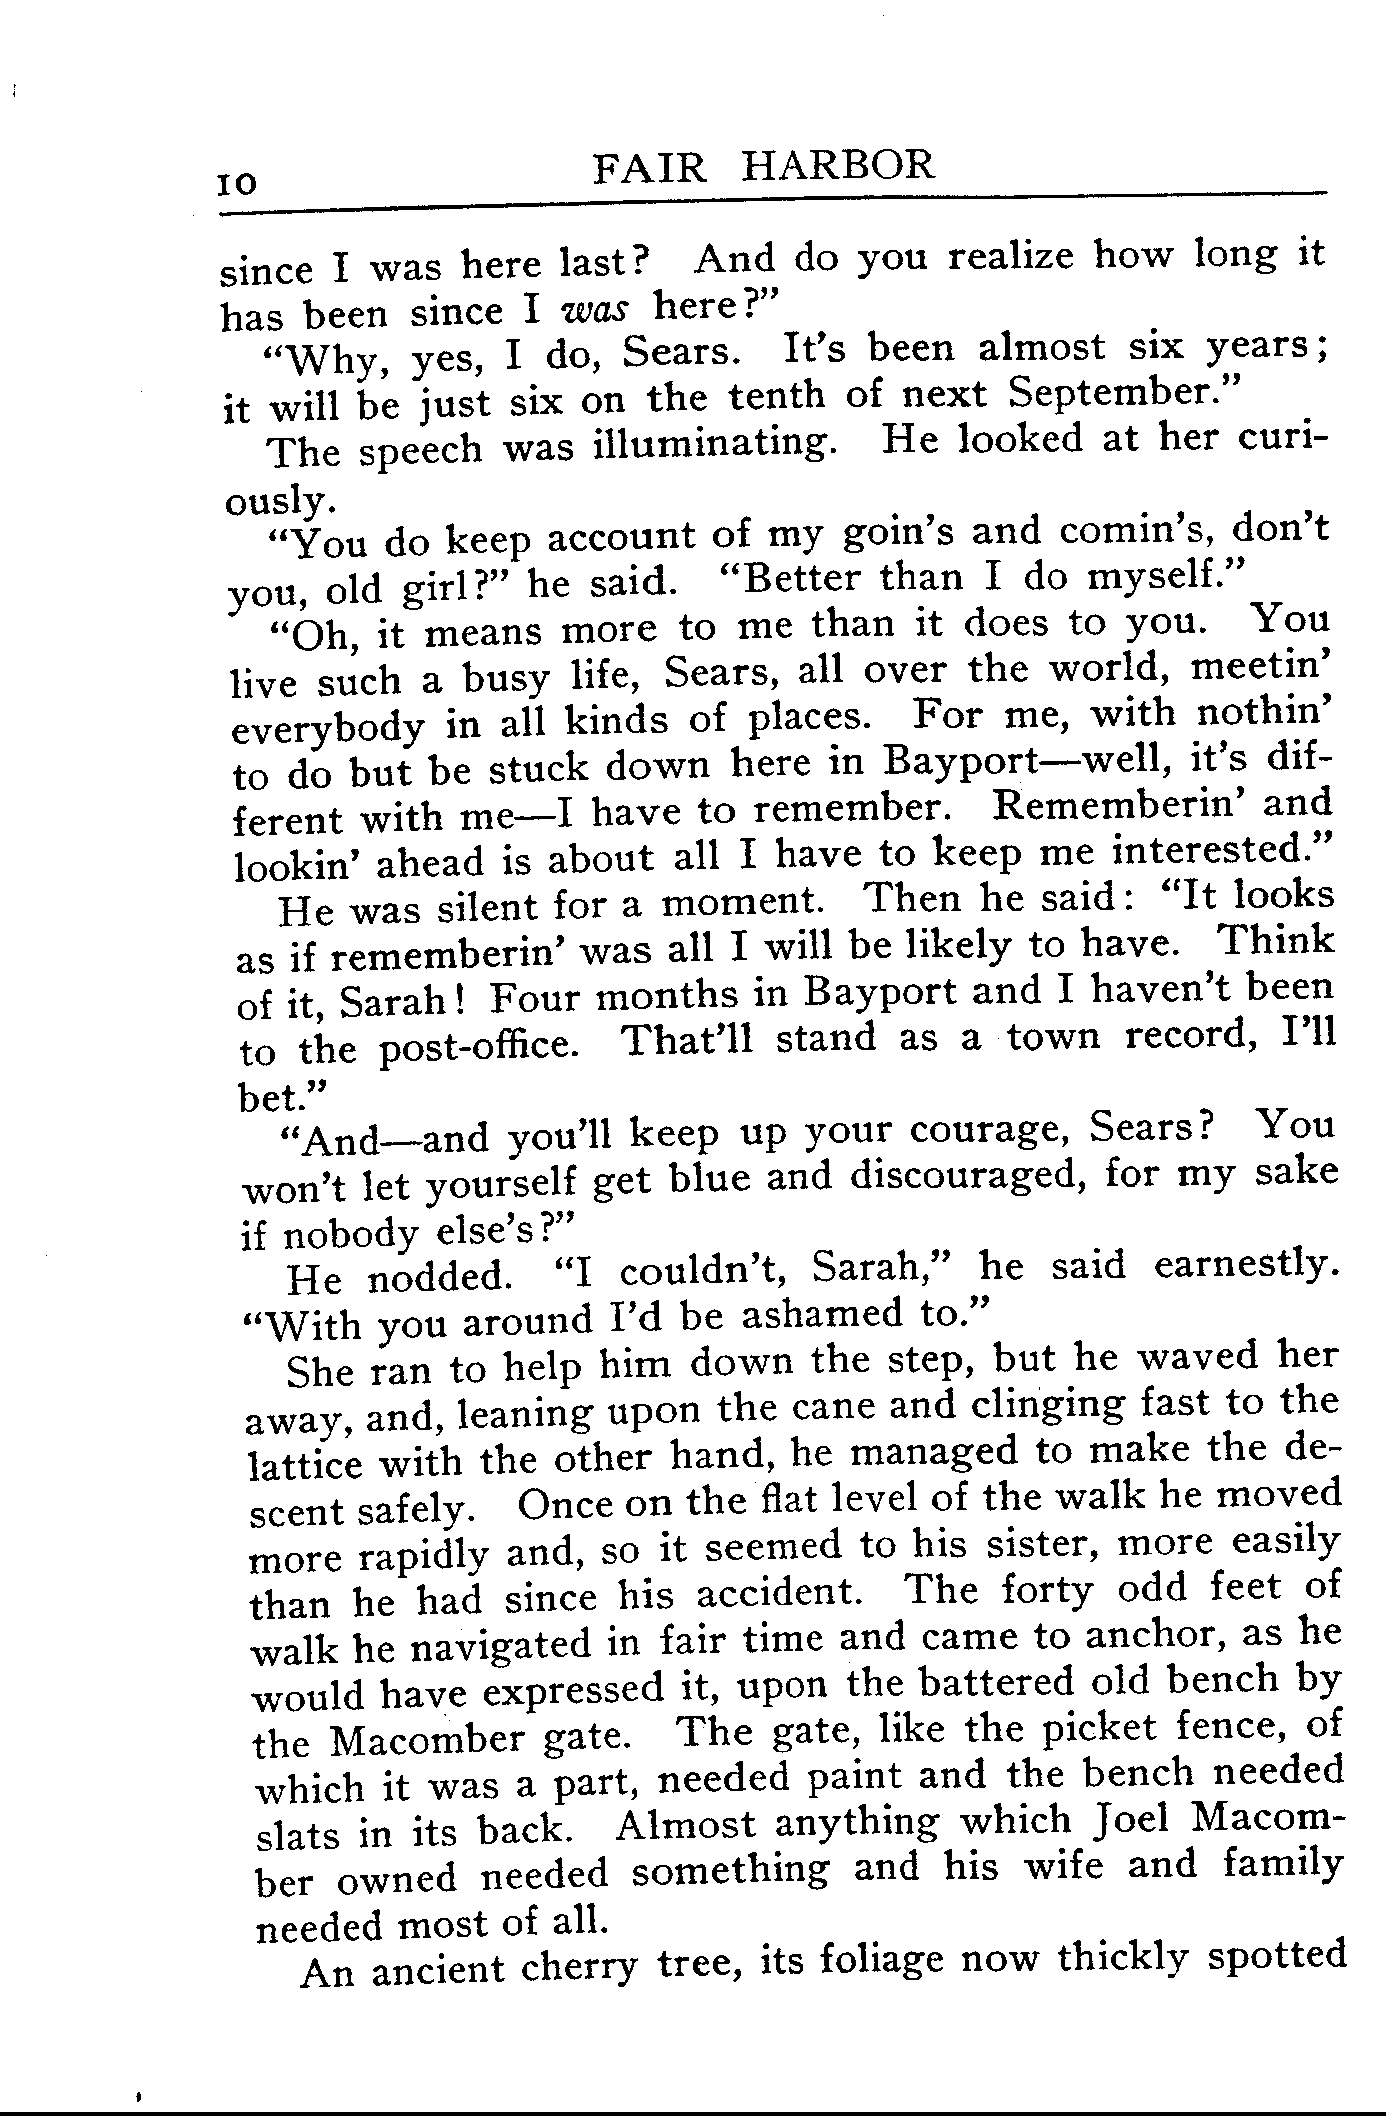 10 FAIR HARBOR
since I was here last? And do you realize how long it
has been since I was here?”
“Why, yes, I do, Sears. It’s been almost six years;
it will be just six on the tenth of next September.”
The speech was illuminating. He looked at her curi-
ously.
“You do keep account of my goin’s and comin’s, don’t
you, old girl?” he said. “Better than I do myself.”
“Oh, it means more to me than it does to you. You
live such a busy life, Sears, all over the world, meetin’
everybody in all kinds of places. For me, with nothin’
to do but be stuck down here in Bayport—well, it’s dif-
ferent with me—I have to remember. Rememberin’ and
lookin’ ahead is about all I have to keep me interested.”
He was silent for a moment. Then he said: “It looks
as if rememberin’ was all I will be likely to have. Think
of it, Sarah! Four months in Bayport and I haven’t been
to the post-office. That’ll stand as a town record, I’ll
bet.”
“And—and you’ll keep up your courage, Sears? You
won’t let yourself get blue and discouraged, for my sake
if nobody else’s?”
He nodded. “I couldn’t, Sarah,” he said earnestly.
“With you around I’d be ashamed to.”
She ran to help him down the step, but he waved her
away, and, leaning upon the cane and clinging fast to the
lattice with the other hand, he managed to make the de-
scent safely. Once on the flat level of the walk he moved
more rapidly and, so it seemed to his sister, more easily
than he had since his accident. The forty odd feet of
walk he navigated in fair time and came to anchor, as he
would have expressed it, upon the battered old bench by
the Macomber gate. The gate, like the picket fence, of
which it was a part, needed paint and the bench needed
slats in its back. Almost anything which Joel Macom-
ber owned needed something and his wife and family
needed most of all.
An ancient cherry tree, its foliage now thickly spotted